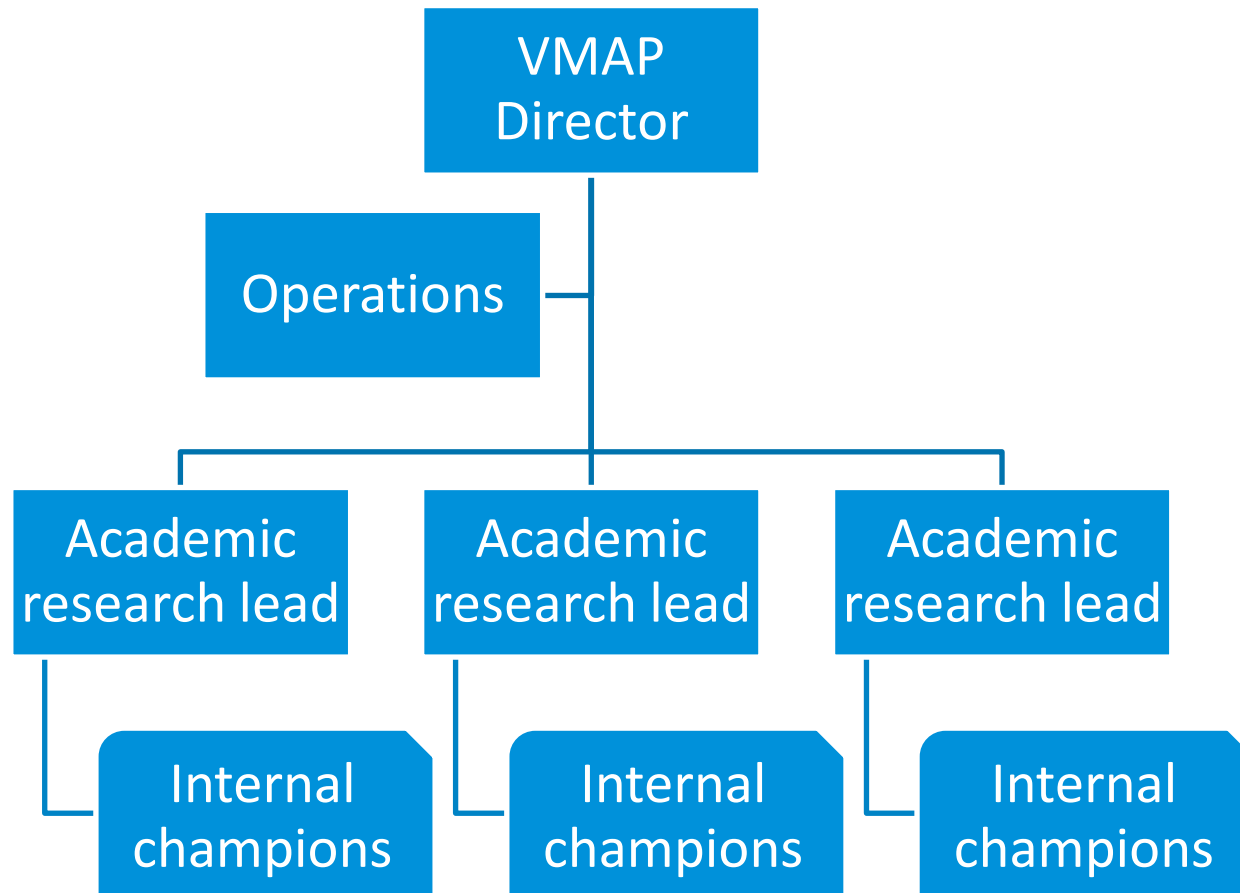 VMAP
Director
Operations
Academic
research lead
Academic
research lead
Academic
research lead
Internal
champions
Internal
champions
Internal
champions